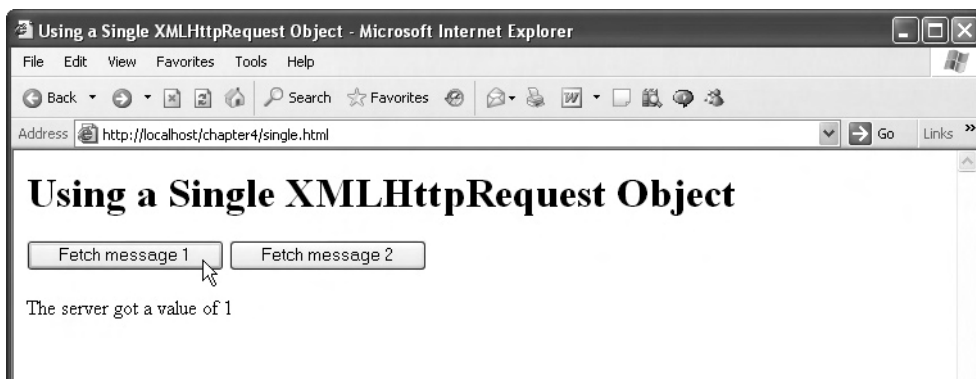 Using a Single XMLHttpRequest Object - Microsoft Internet Explorer
File Edit View Favorites Tools Help
Back Search Favorites W
Address http://localhost/chapter4/single.html Go Links »
Using a Single XMLHttpRequest Object
Fetch message 1 Fetch message 2
The server got a value of 1